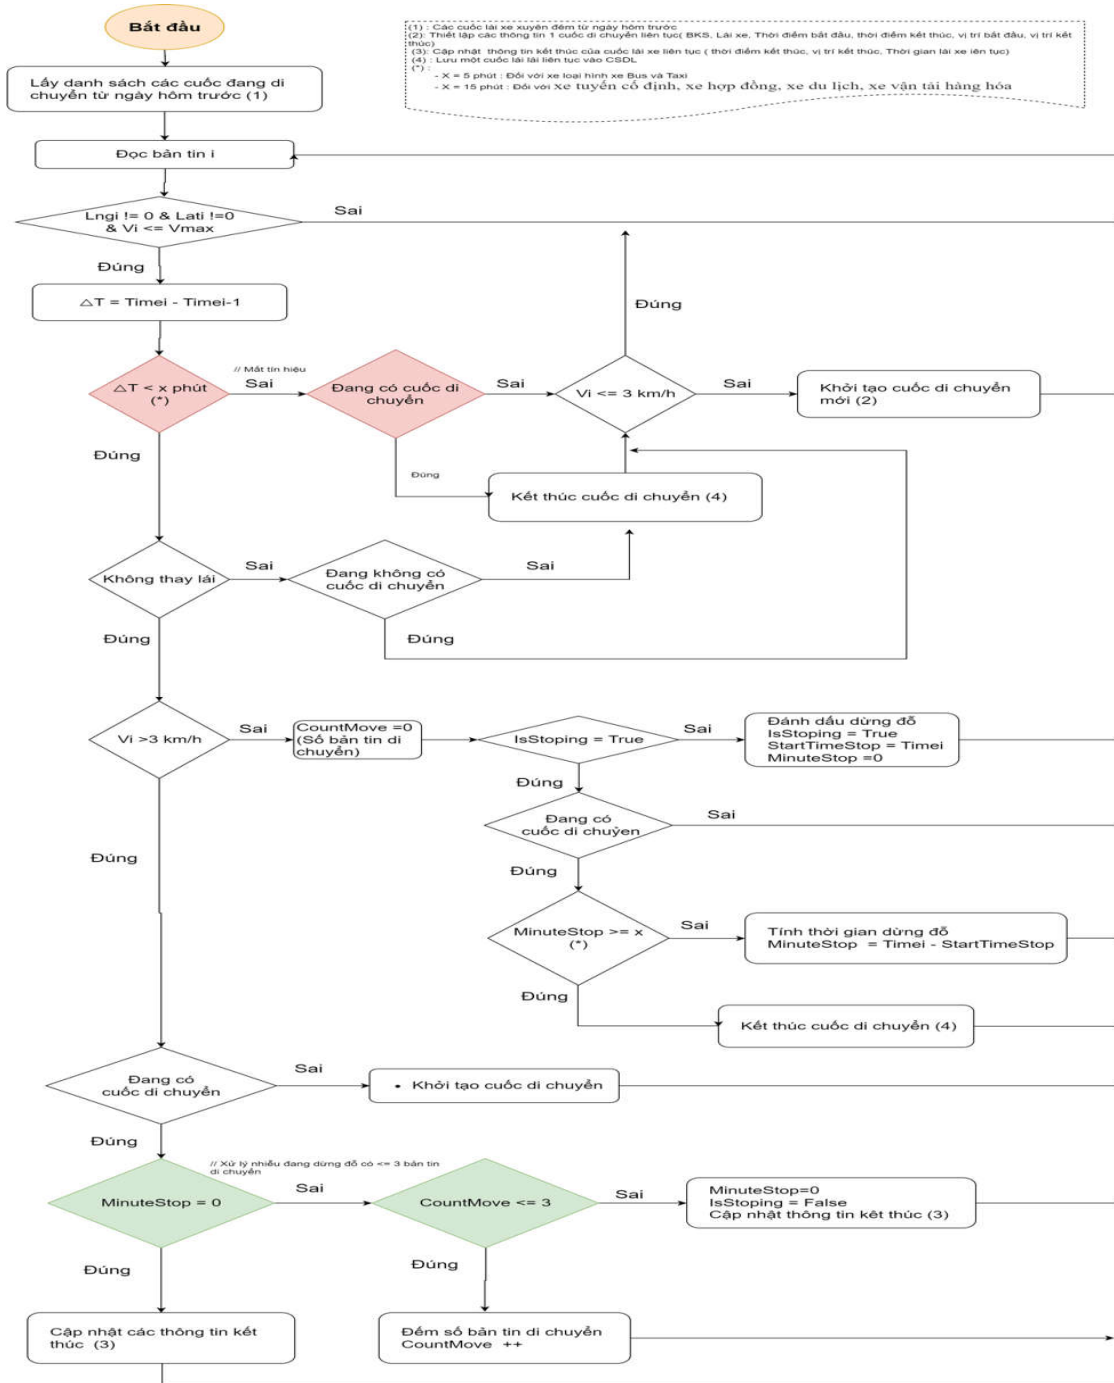 Bắt đầu
(1) : Các cuốc lái xe xuyên đêm từ ngày hôm trước
(2): Thiết lập các thông tin 1 cuốc di chuyển liên tục( BKS, Lái xe, Thời điểm bắt đầu, thời điểm kết thúc, vị trí bắt đầu, vị trí kết
thúc)
(3): Cập nhật thông tin kết thúc của cuốc lái xe liên tục ( thời điểm kết thúc, vị trí kết thúc, Thời gian lái xe iên tục)
(4) : Lưu một cuốc lái lái liên tục vào CSDL
(*) :
- X = 5 phút : Đối với xe loại hình xe Bus và Taxi
- X = 15 phút : Đối với xe tuyến cố định, xe hợp đồng, xe du lịch, xe vận tải hàng hóa
Lấy danh sách các cuốc đang di
chuyển từ ngày hôm trước (1)
Đọc bản tin i
Lngi != 0 & Lati !=0
& Vi <= Vmax
Sai
Đúng
△T = Timei - Timei-1
Đúng
△T < x phút
(*)
// Mất tín hiệu
Sai
Đang có cuốc di
chuyển
Sai
Vi <= 3 km/h
Sai
Khởi tạo cuốc di chuyển
mới (2)
Đúng
Đúng
Kết thúc cuốc di chuyển (4)
Không thay lái
Sai
Đang không có
cuốc di chuyển
Sai
Đúng
Đúng
Vi >3 km/h
Sai
CountMove =0
(Số bản tin di
chuyển)
IsStoping = True
Sai
Đánh dấu dừng đỗ
IsStoping = True
StartTimeStop = Timei
MinuteStop =0
Đúng
Đang có
cuốc di chuyển
Sai
Đúng
Đúng
MinuteStop >= x
(*)
Sai
Tính thời gian dừng đỗ
MinuteStop = Timei - StartTimeStop
Đúng
Kết thúc cuốc di chuyển (4)
Đang có
cuốc di chuyển
Sai
• Khởi tạo cuốc di chuyển
Đúng
// Xử lý nhiễu đang dừng đỗ có <= 3 bản tin
di chuyển
MinuteStop = 0
Sai
CountMove <= 3
Sai
MinuteStop=0
IsStoping = False
Cập nhật thông tin kết thúc (3)
Đúng
Đúng
Cập nhật các thông tin kết
thúc (3)
Đếm số bản tin di chuyển
CountMove ++